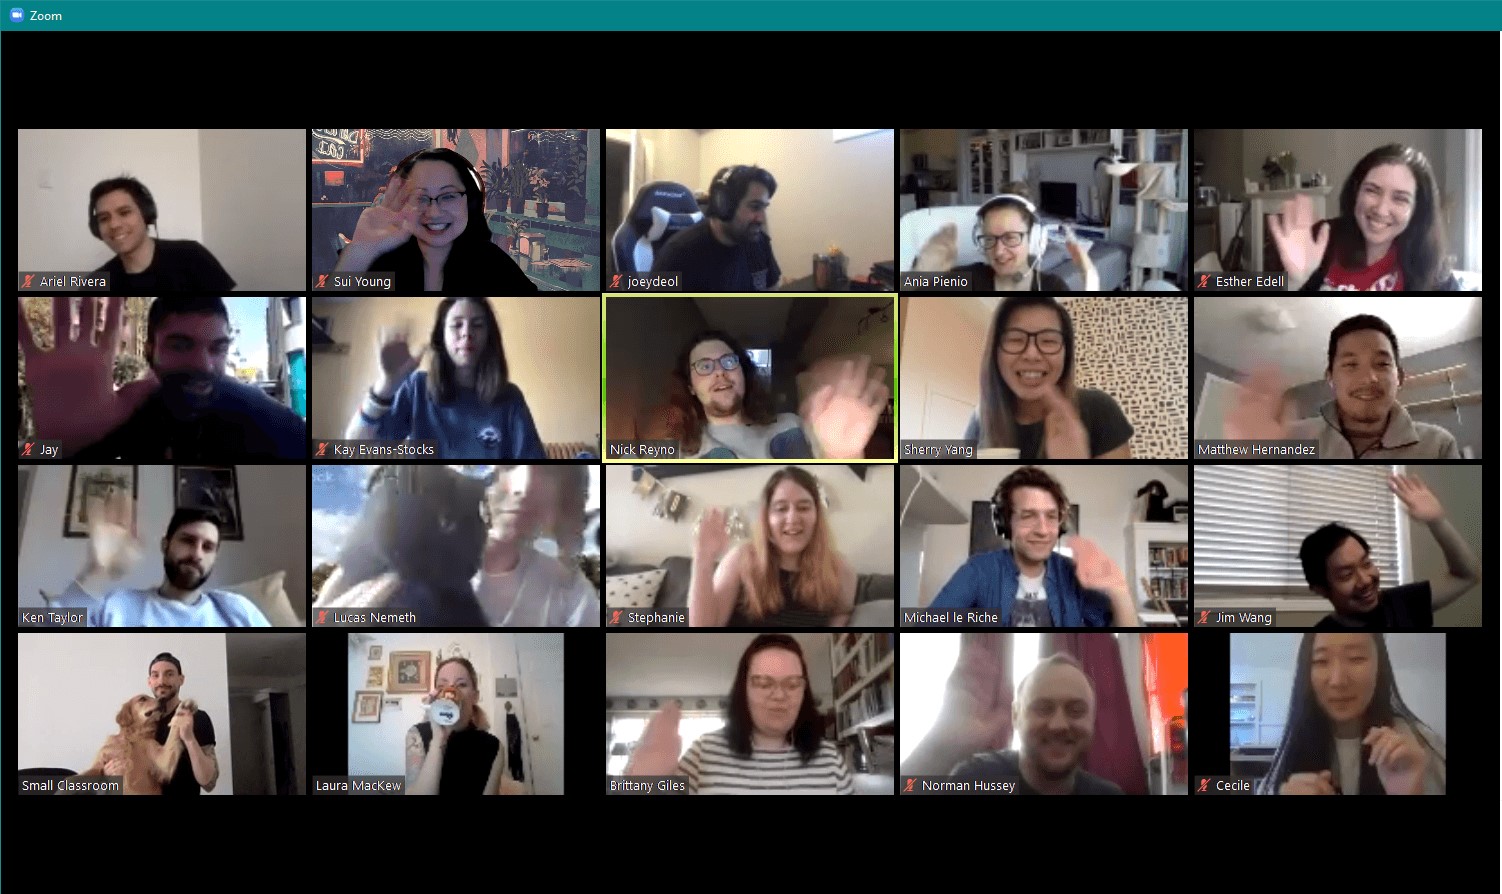 Zoom
Ariel Rivera
Sui Young
joeydeol
Ania Pienio
Esther Edell
Jay
Kay Evans-Stocks
Nick Reyno
Sherry Yang
Matthew Hernandez
Ken Taylor
Lucas Nemeth
Stephanie
Michael le Riche
Jim Wang
Small Classroom
Laura MacKew
Brittany Giles
Norman Hussey
Cecile